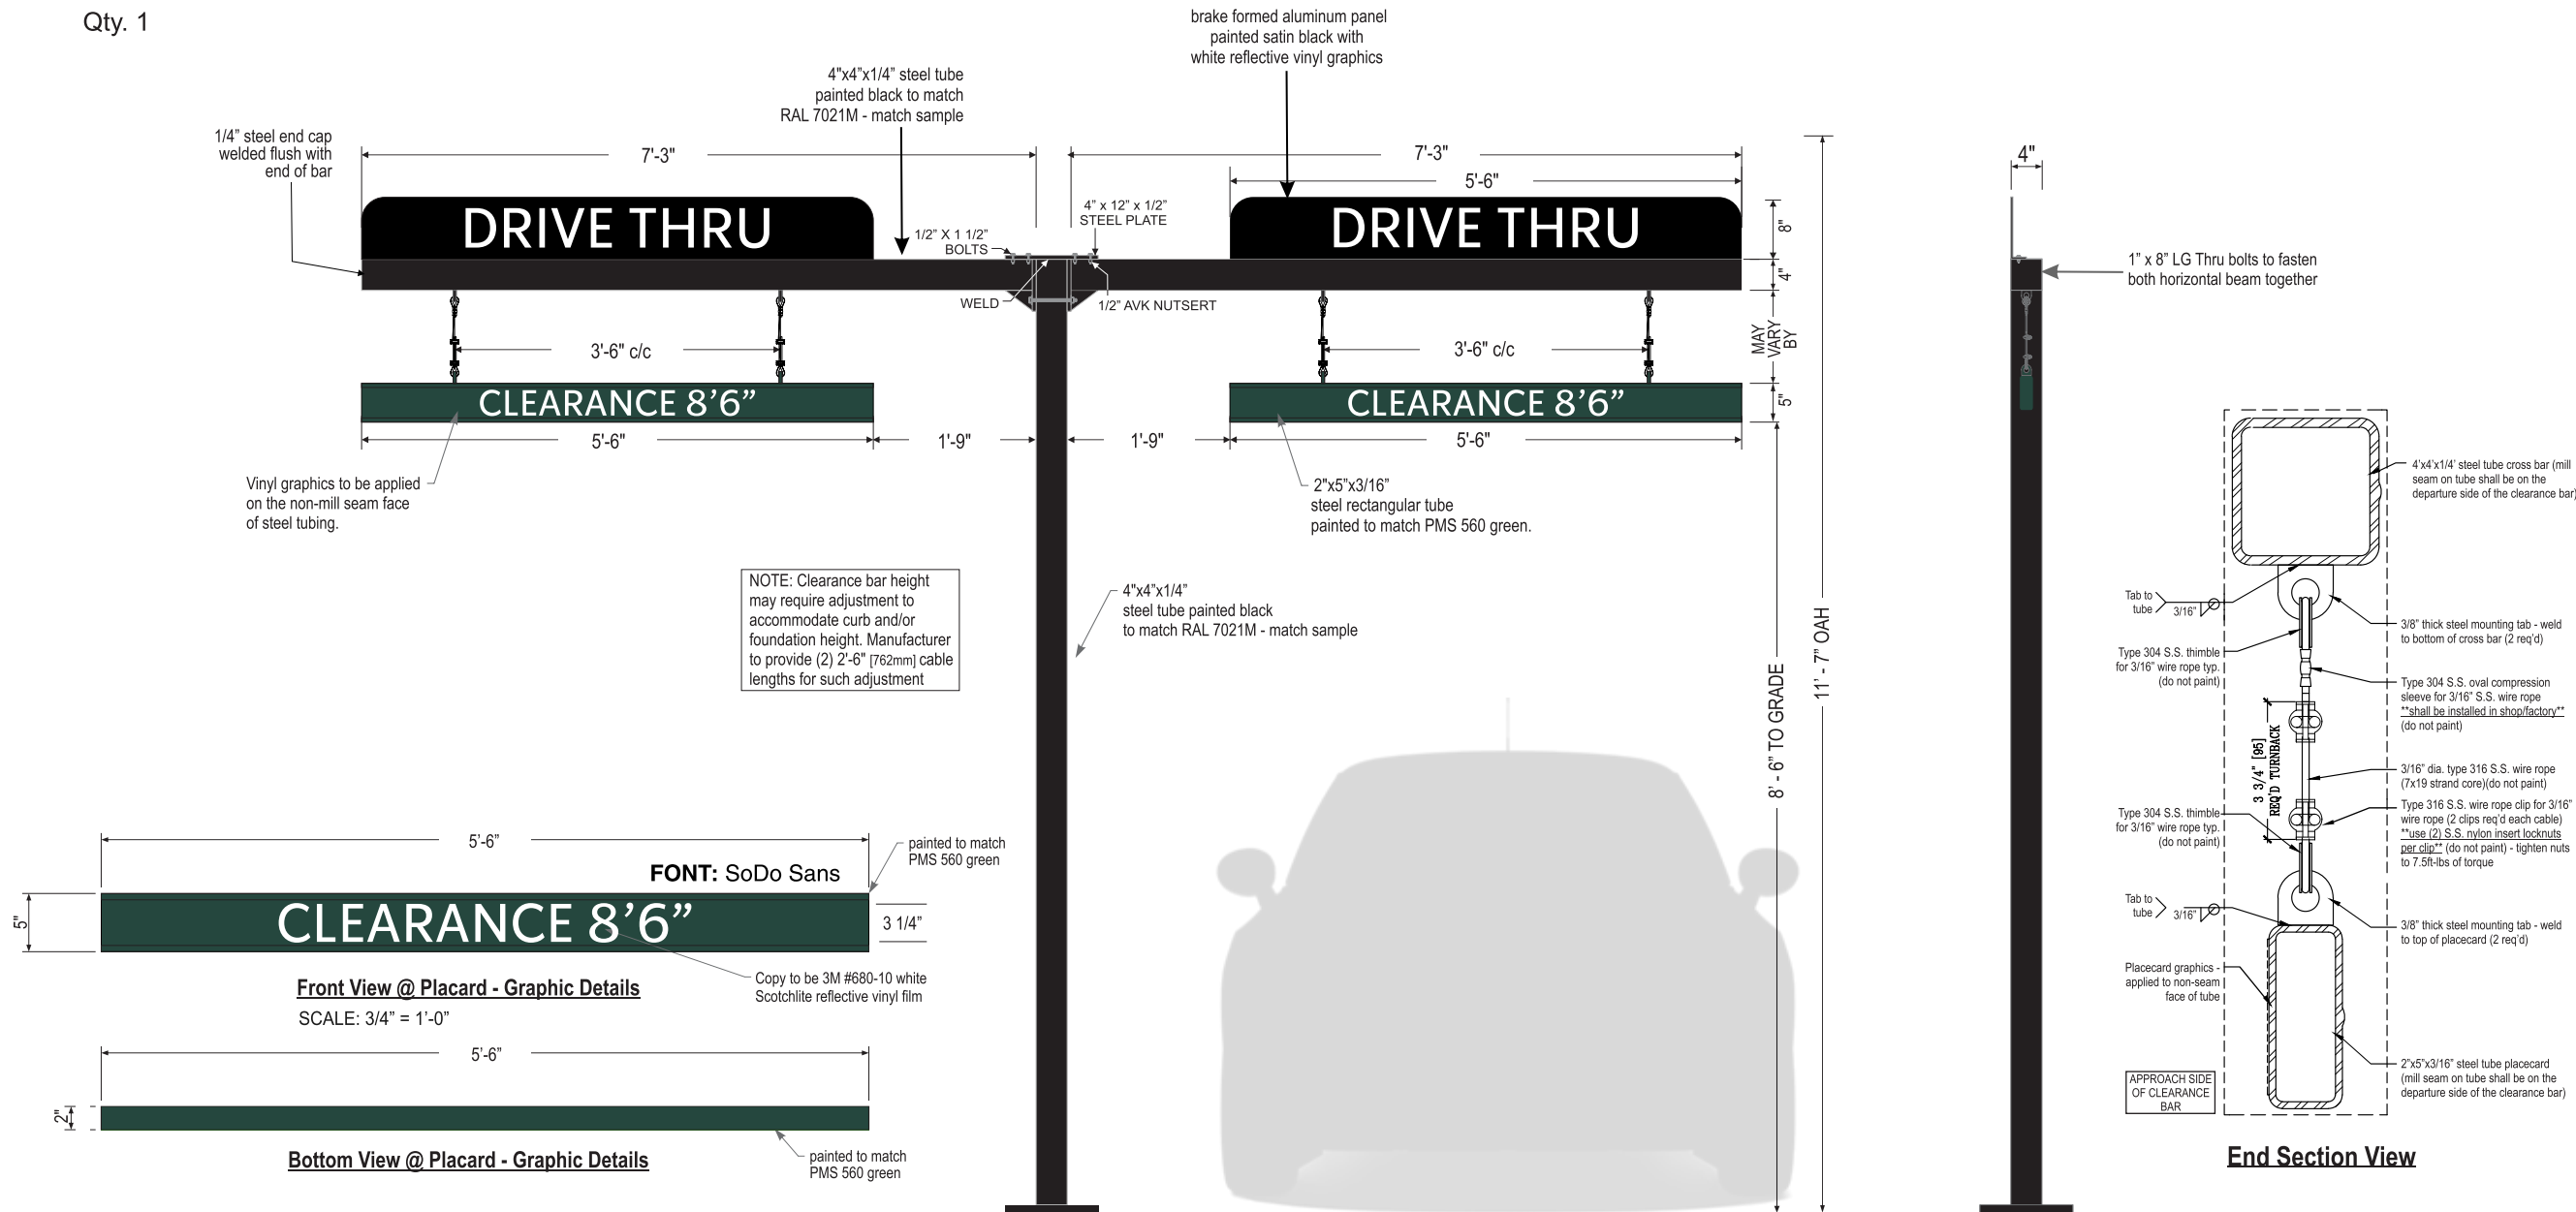 Qty. 1
brake formed aluminum panel
painted satin black with
white reflective vinyl graphics
4"x4”x1/4” steel tube
painted black to match
RAL 7021M - match sample
1/4” steel end cap
welded flush with
end of bar
7'-3"
7'-3"
5'-6"
DRIVE THRU
DRIVE THRU
4” x 12” x 1/2”
STEEL PLATE
1/2” X 1 1/2”
BOLTS
WELD
1/2” AVK NUTSERT
8"
4"
MAY
VARY
BY
5"
3'-6" c/c
3'-6" c/c
CLEARANCE 8’6”
CLEARANCE 8’6”
5'-6"
1'-9"
1'-9"
5'-6"
Vinyl graphics to be applied
on the non-mill seam face
of steel tubing.
2"x5”x3/16”
steel rectangular tube
painted to match PMS 560 green.
NOTE: Clearance bar height
may require adjustment to
accommodate curb and/or
foundation height. Manufacturer
to provide (2) 2'-6" [762mm] cable
lengths for such adjustment
4"x4”x1/4”
steel tube painted black
to match RAL 7021M - match sample
8’ - 6” TO GRADE
11’ - 7” OAH
5’-6”
FONT: SoDo Sans
painted to match
PMS 560 green
5"
CLEARANCE 8’6”
3 1/4”
Copy to be 3M #680-10 white
Scotchlite reflective vinyl film
Front View @ Placard - Graphic Details
SCALE: 3/4” = 1’-0”
5’-6”
2"
painted to match
PMS 560 green
Bottom View @ Placard - Graphic Details
4"
1” x 8” LG Thru bolts to fasten
both horizontal beam together
4’x4’x1/4’ steel tube cross bar (mill
seam on tube shall be on the
departure side of the clearance bar)
Tab to
tube
3/16”
3/8” thick steel mounting tab - weld
to bottom of cross bar (2 req’d)
Type 304 S.S. thimble
for 3/16” wire rope typ.
(do not paint)
Type 304 S.S. oval compression
sleeve for 3/16” S.S. wire rope
**shall be installed in shop/factory**
(do not paint)
3 3/4" [95]
REQ'D TURNBACK
3/16” dia. type 316 S.S. wire rope
(7x19 strand core)(do not paint)
Type 304 S.S. thimble
for 3/16” wire rope typ.
(do not paint)
Type 316 S.S. wire rope clip for 3/16”
wire rope (2 clips req’d each cable)
**use (2) S.S. nylon insert locknuts
per clip** (do not paint) - tighten nuts
to 7.5ft-lbs of torque
Tab to
tube
3/16”
3/8” thick steel mounting tab - weld
to top of placecard (2 req’d)
Placecard graphics -
applied to non-seam
face of tube
2”x5”x3/16” steel tube placecard
(mill seam on tube shall be on the
departure side of the clearance bar)
APPROACH SIDE
OF CLEARANCE
BAR
End Section View